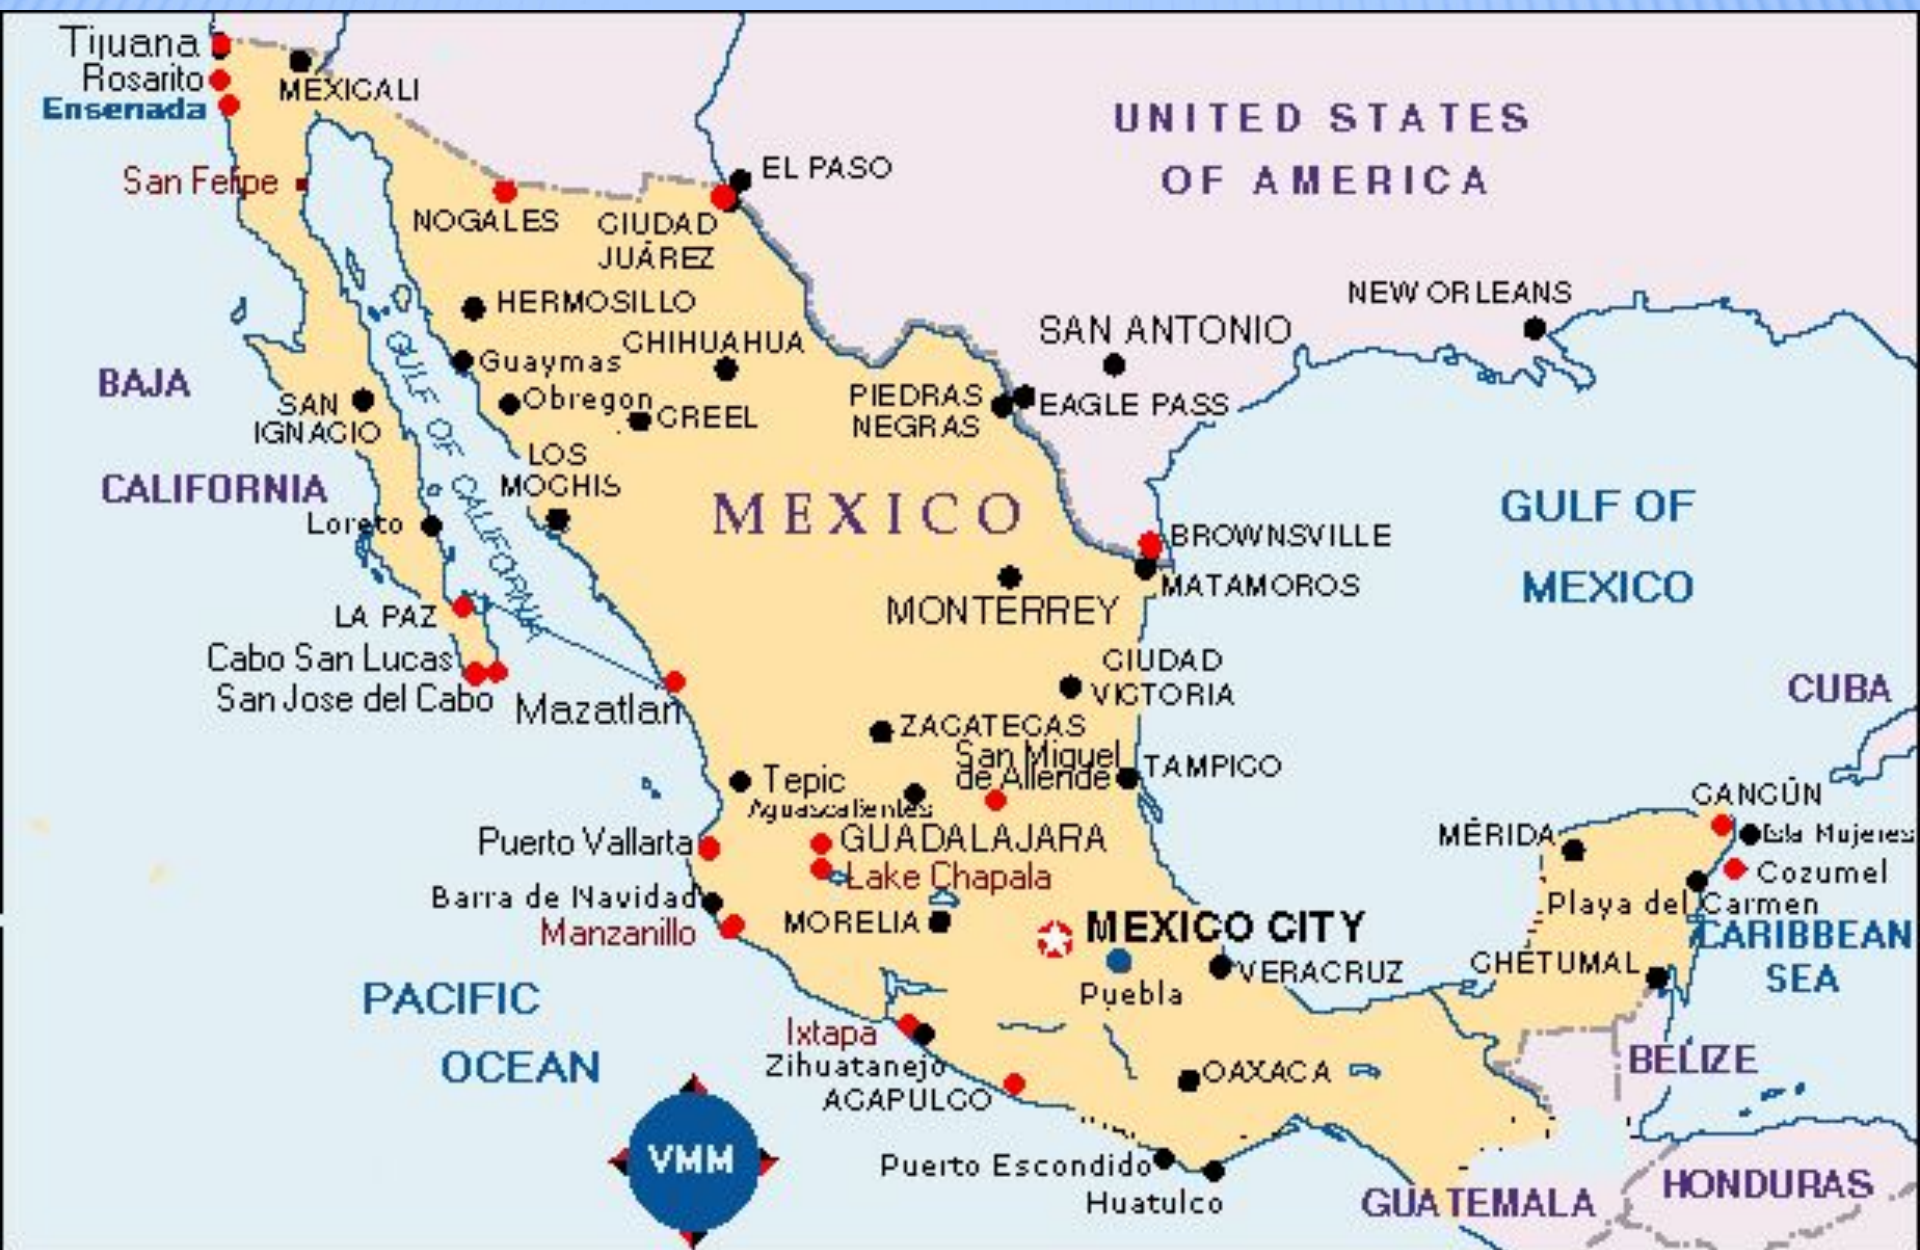 Tijuana
Rosarito
Ensenada
MEXICALI
San Felipe
NOGALES
CIUDAD
JUÁREZ
EL PASO
UNITED STATES
OF AMERICA
HERMOSILLO
CHIHUAHUA
Guaymas
Obregon
CREEL
BAJA
CALIFORNIA
SAN
IGNACIO
GULF OF CALIFORNIA
LOS
MOCHIS
Loreto
LA PAZ
Cabo San Lucas
San Jose del Cabo
Mazatlan
NEW ORLEANS
SAN ANTONIO
PIEDRAS
NEGRAS
EAGLE PASS
MEXICO
GULF OF
MEXICO
BROWNSVILLE
MATAMOROS
MONTERREY
CIUDAD
VICTORIA
ZACATECAS
San Miguel
de Allende
TAMPICO
Tepic
Aguascalientes
Puerto Vallarta
GUADALAJARA
Lake Chapala
Barra de Navidad
Manzanillo
MORELIA
MEXICO CITY
Puebla
VERACRUZ
CUBA
CANCÚN
MÉRIDA
Isla Mujeres
Cozumel
Playa del Carmen
CARIBBEAN
SEA
CHETUMAL
PACIFIC
OCEAN
Ixtapa
Zihuatanejo
ACAPULCO
OAXACA
BELIZE
VMM
Puerto Escondido
Huatulco
GUATEMALA
HONDURAS